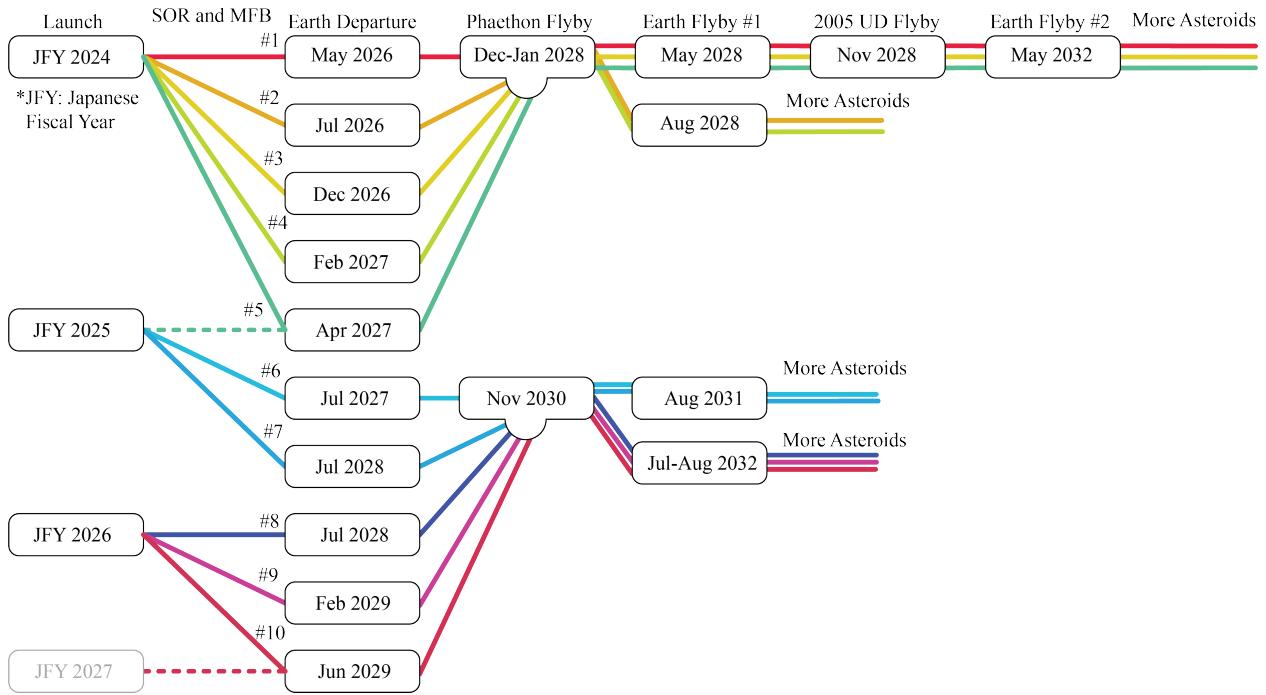 Launch
SOR and MFB
Earth Departure
Phaethon Flyby
Earth Flyby #1
2005 UD Flyby
Earth Flyby #2
More Asteroids
JFY 2024
#1
May 2026
Dec-Jan 2028
May 2028
Nov 2028
May 2032
*JFY: Japanese
Fiscal Year
#2
Jul 2026
Aug 2028
More Asteroids
#3
Dec 2026
#4
Feb 2027
JFY 2025
#5
Apr 2027
#6
Jul 2027
Nov 2030
Aug 2031
More Asteroids
#7
Jul 2028
Jul-Aug 2032
More Asteroids
JFY 2026
#8
Jul 2028
#9
Feb 2029
#10
JFY 2027
Jun 2029